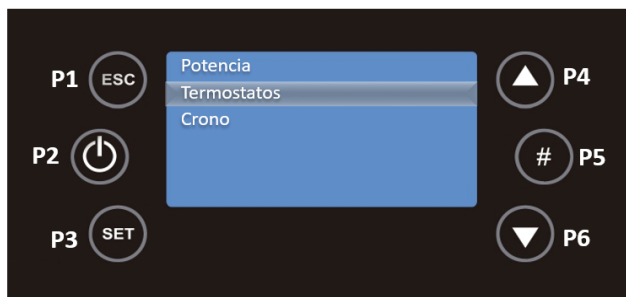 P1 ESC
P2
P3 SET
Potencia
Termostatos
Crono
P4
# P5
P6